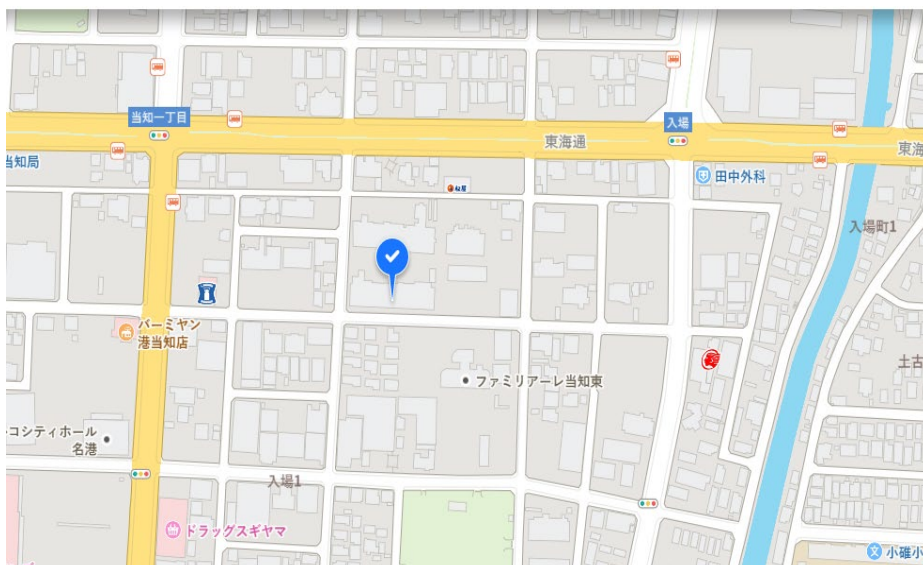 当知一丁目
入場
東海通
東海
当知局
田中外科
松屋
入場町1
バーミヤン
港当知店
土古
ファミリアーレ当知東
コシティホール
名港
入場1
ドラッグスギヤマ
小碓小